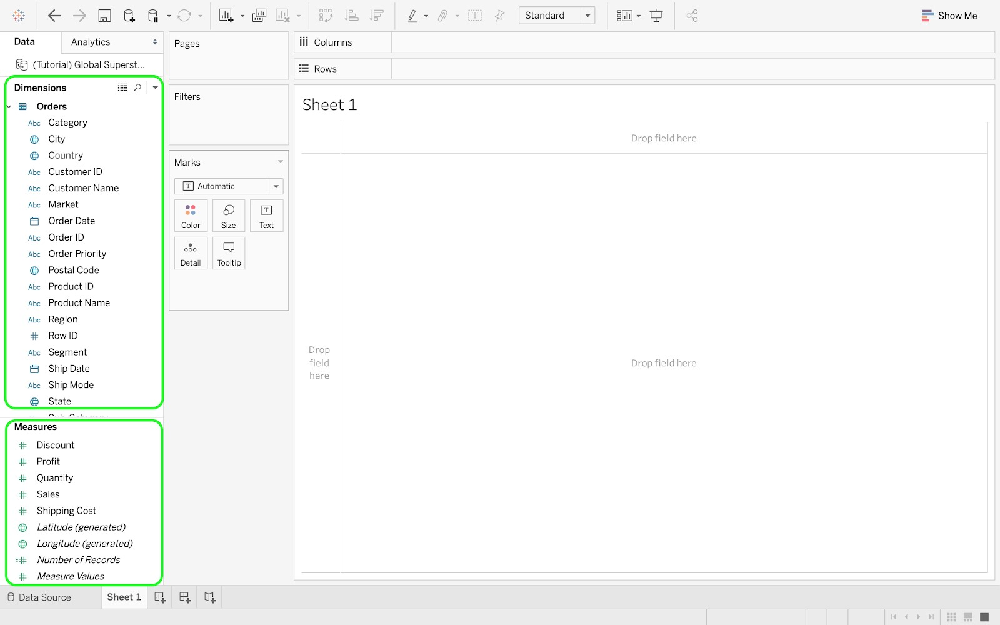 Standard
Show Me
Data
Analytics
(Tutorial) Global Superst...
Dimensions
Orders
Abc Category
City
Country
Abc Customer ID
Abc Customer Name
Abc Market
Order Date
Abc Order ID
Abc Order Priority
Postal Code
Abc Product ID
Abc Product Name
Abc Region
Row ID
Abc Segment
Ship Date
Abc Ship Mode
State
Measures
Discount
Profit
Quantity
Sales
Shipping Cost
Latitude (generated)
Longitude (generated)
=# Number of Records
Measure Values
Pages
Filters
Marks
T Automatic
Color
Size
T Text
Detail
Tooltip
Columns
Rows
Sheet 1
Drop field here
Drop
field
here
Drop field here
Data Source
Sheet 1